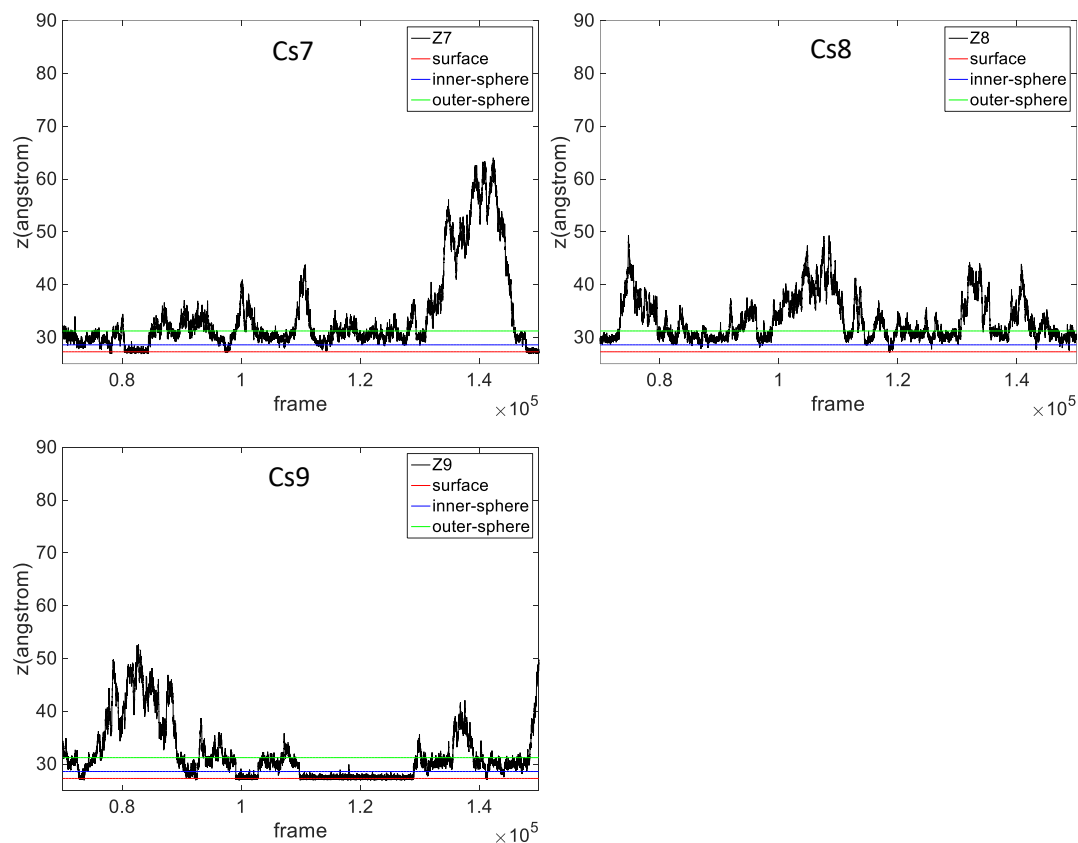 Cs7
90
80
70
60
50
40
30
z(angstrom)
0.8
1
1.2
1.4
×10^5
frame
Z7
surface
inner-sphere
outer-sphere
Cs8
90
80
70
60
50
40
30
z(angstrom)
0.8
1
1.2
1.4
×10^5
frame
Z8
surface
inner-sphere
outer-sphere
Cs9
90
80
70
60
50
40
30
z(angstrom)
0.8
1
1.2
1.4
×10^5
frame
Z9
surface
inner-sphere
outer-sphere